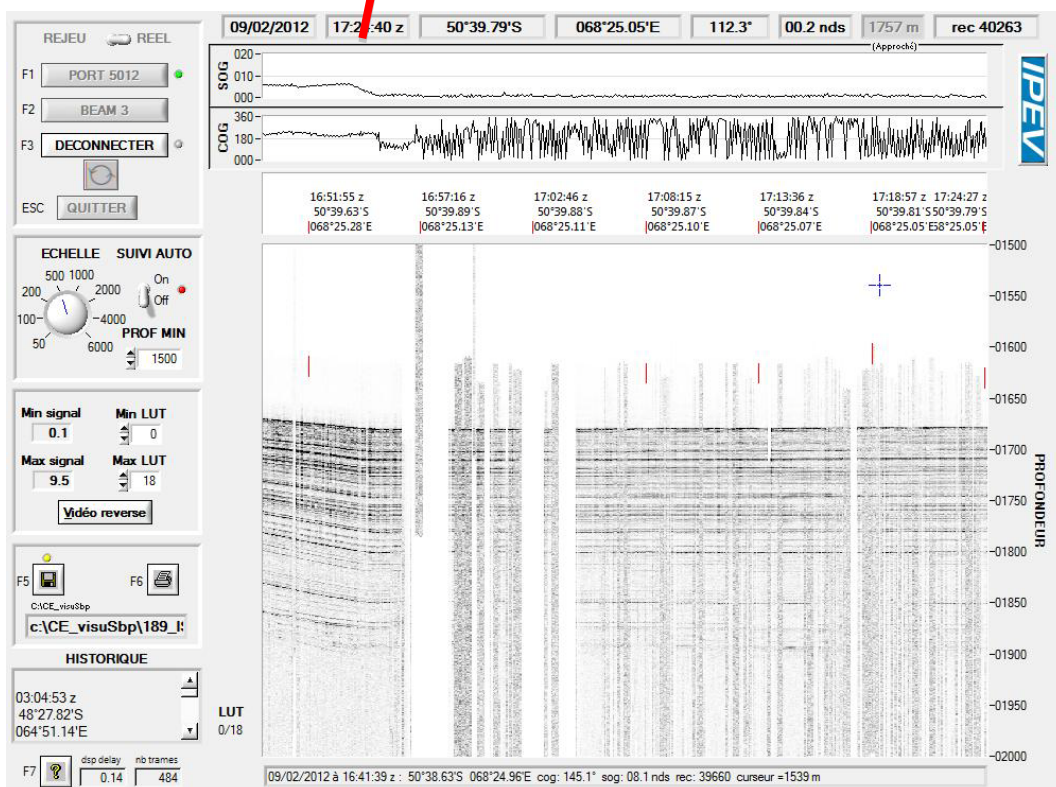 09/02/2012 17:24:40 z 50°39.79'S 068°25.05'E 112.3° 00.2 nds 1757 m rec 40263
(Approché)
REJEU REEL
F1 PORT 5012
F2 BEAM 3
F3 DECONNECTER
ESC QUITTER
SOG
020
010
000
COG
360
180
000
IPEV
16:51:55 z 16:57:16 z 17:02:46 z 17:08:15 z 17:13:36 z 17:18:57 z 17:24:27 z
50°39.63'S 50°39.89'S 50°39.88'S 50°39.87'S 50°39.84'S 50°39.81'S 50°39.79'S
068°25.28'E 068°25.13'E 068°25.11'E 068°25.10'E 068°25.07'E 068°25.05'E 58°25.05'E
ECHELLE SUIVI AUTO
500 1000
200 2000
100 4000
50 6000
On
Off
PROF MIN
1500
Min signal Min LUT
0.1 0
Max signal Max LUT
9.5 18
Vidéo reverse
F5 F6
C:\CE_visuSbp
c:\CE_visuSbp\189_I
HISTORIQUE
03:04:53 z
48°27.82'S
064°51.14'E
F7 ? dsp delay nb trames
0.14 484
LUT
0/18
-01500
-01550
-01600
-01650
-01700
-01750
-01800
-01850
-01900
-01950
-02000
PROFONDEUR
09/02/2012 à 16:41:39 z : 50°38.63'S 068°24.96'E cog: 145.1° sog: 08.1 nds rec: 39660 curseur =1539 m